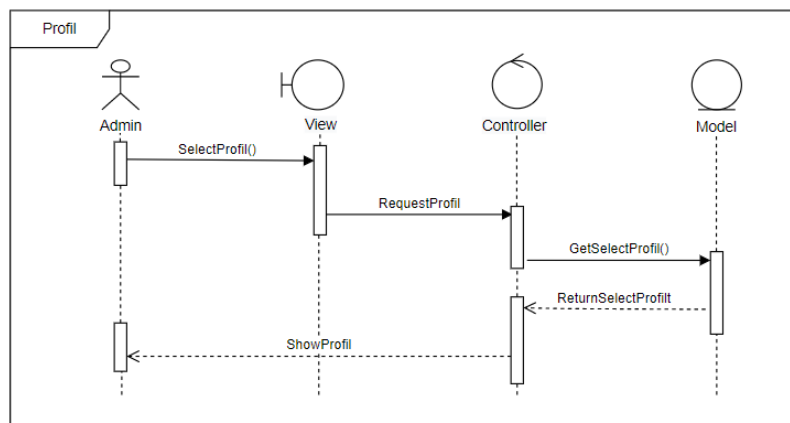 Profil
Admin
View
Controller
Model
SelectProfil()
RequestProfil
GetSelectProfil()
ReturnSelectProfilt
ShowProfil